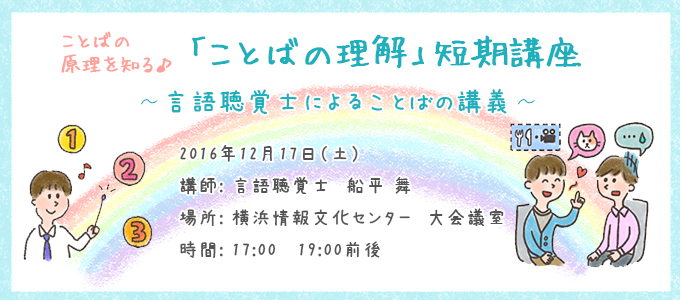 ことばの
原理を知る♪
「ことばの理解」短期講座
～言語聴覚士によることばの講義～
2016年12月17日(土)
講師: 言語聴覚士　船平 舞
場所: 横浜情報文化センター　大会議室
時間: 17:00　19:00前後
1
2
3